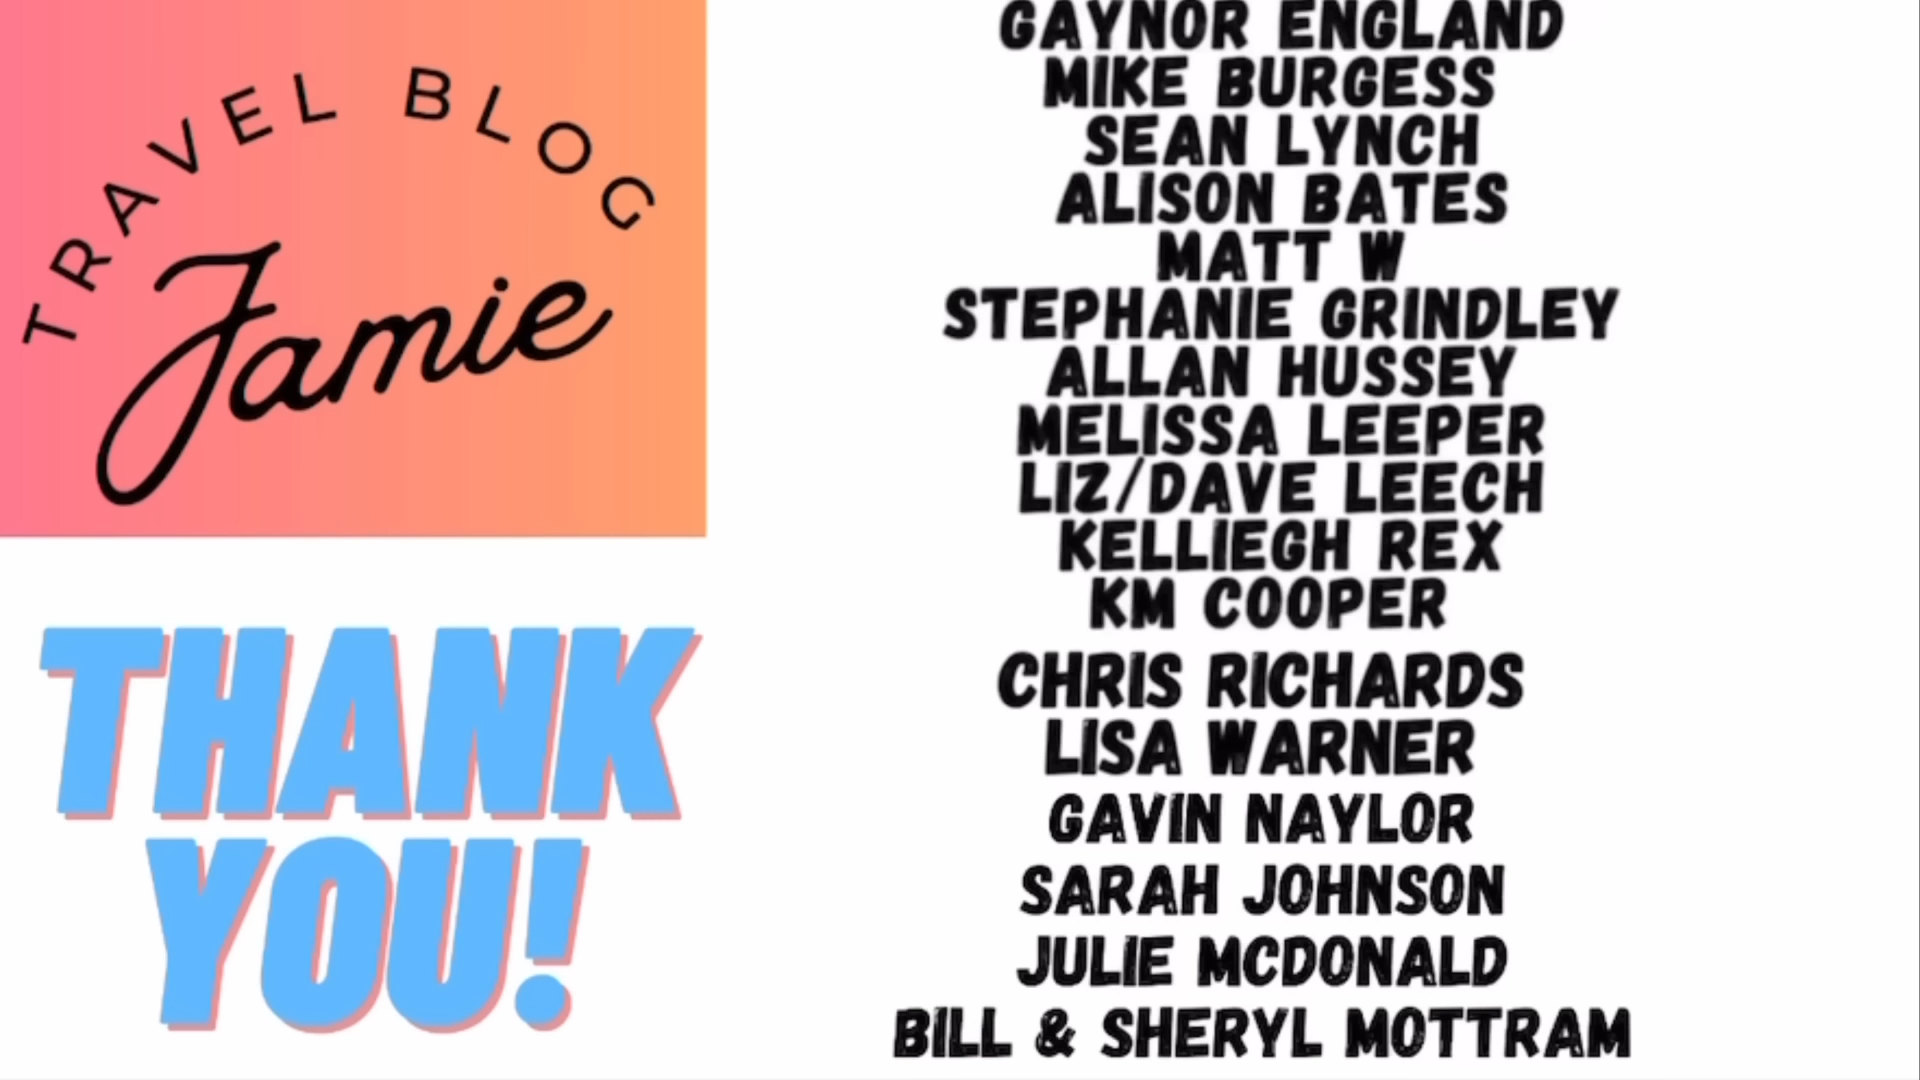 TRAVEL BLOG
Jamie
THANK
YOU!
GAYNOR ENGLAND
MIKE BURGESS
SEAN LYNCH
ALISON BATES
MATT W
STEPHANIE GRINDLEY
ALLAN HUSSEY
MELISSA LEEPER
LIZ/DAVE LEECH
KELLIEGH REX
KM COOPER
CHRIS RICHARDS
LISA WARNER
GAVIN NAYLOR
SARAH JOHNSON
JULIE MCDONALD
BILL & SHERYL MOTTRAM